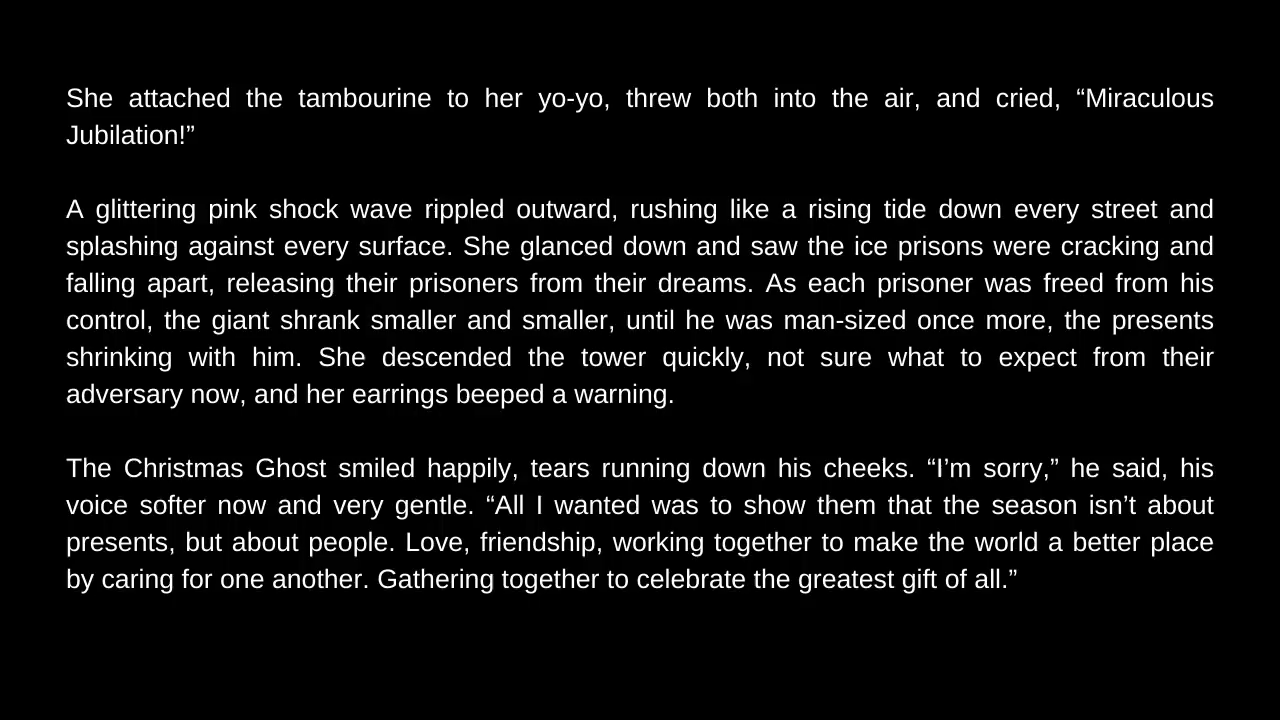 She attached the tambourine to her yo-yo, threw both into the air, and cried, “Miraculous
Jubilation!”
A glittering pink shock wave rippled outward, rushing like a rising tide down every street and
splashing against every surface. She glanced down and saw the ice prisons were cracking and
falling apart, releasing their prisoners from their dreams. As each prisoner was freed from his
control, the giant shrank smaller and smaller, until he was man-sized once more, the presents
shrinking with him. She descended the tower quickly, not sure what to expect from their
adversary now, and her earrings beeped a warning.
The Christmas Ghost smiled happily, tears running down his cheeks. “I’m sorry,” he said, his
voice softer now and very gentle. “All I wanted was to show them that the season isn’t about
presents, but about people. Love, friendship, working together to make the world a better place
by caring for one another. Gathering together to celebrate the greatest gift of all.”